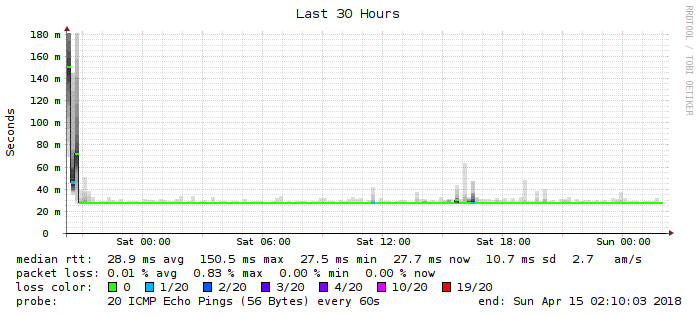 Last 30 Hours
RRDTOOL / TOBI OETIKER
Seconds
180 m
160 m
140 m
120 m
100 m
80 m
60 m
40 m
20 m
0
Sat 00:00 Sat 06:00 Sat 12:00 Sat 18:00 Sun 00:00
median rtt: 28.9 ms avg 150.5 ms max 27.5 ms min 27.7 ms now 10.7 ms sd 2.7 am/s
packet loss: 0.01 % avg 0.83 % max 0.00 % min 0.00 % now
loss color: 0 1/20 2/20 3/20 4/20 10/20 19/20
probe: 20 ICMP Echo Pings (56 Bytes) every 60s end: Sun Apr 15 02:10:03 2018